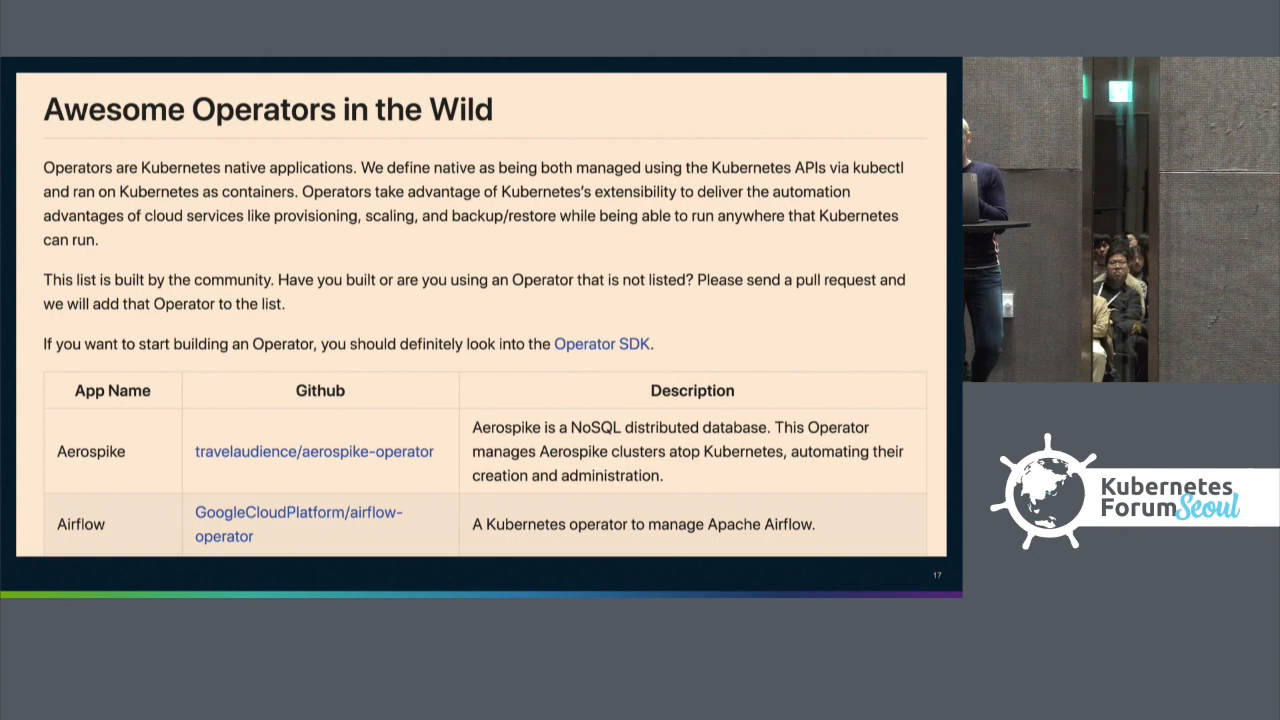 Awesome Operators in the Wild
Operators are Kubernetes native applications. We define native as being both managed using the Kubernetes APIs via kubectl
and ran on Kubernetes as containers. Operators take advantage of Kubernetes's extensibility to deliver the automation
advantages of cloud services like provisioning, scaling, and backup/restore while being able to run anywhere that Kubernetes
can run.
This list is built by the community. Have you built or are you using an Operator that is not listed? Please send a pull request and
we will add that Operator to the list.
If you want to start building an Operator, you should definitely look into the Operator SDK.
App Name Github Description
Aerospike travelaudience/aerospike-operator
Aerospike is a NoSQL distributed database. This Operator
manages Aerospike clusters atop Kubernetes, automating their
creation and administration.
Airflow
GoogleCloudPlatform/airflow-
operator
A Kubernetes operator to manage Apache Airflow.
17
Kubernetes
Forum Seoul